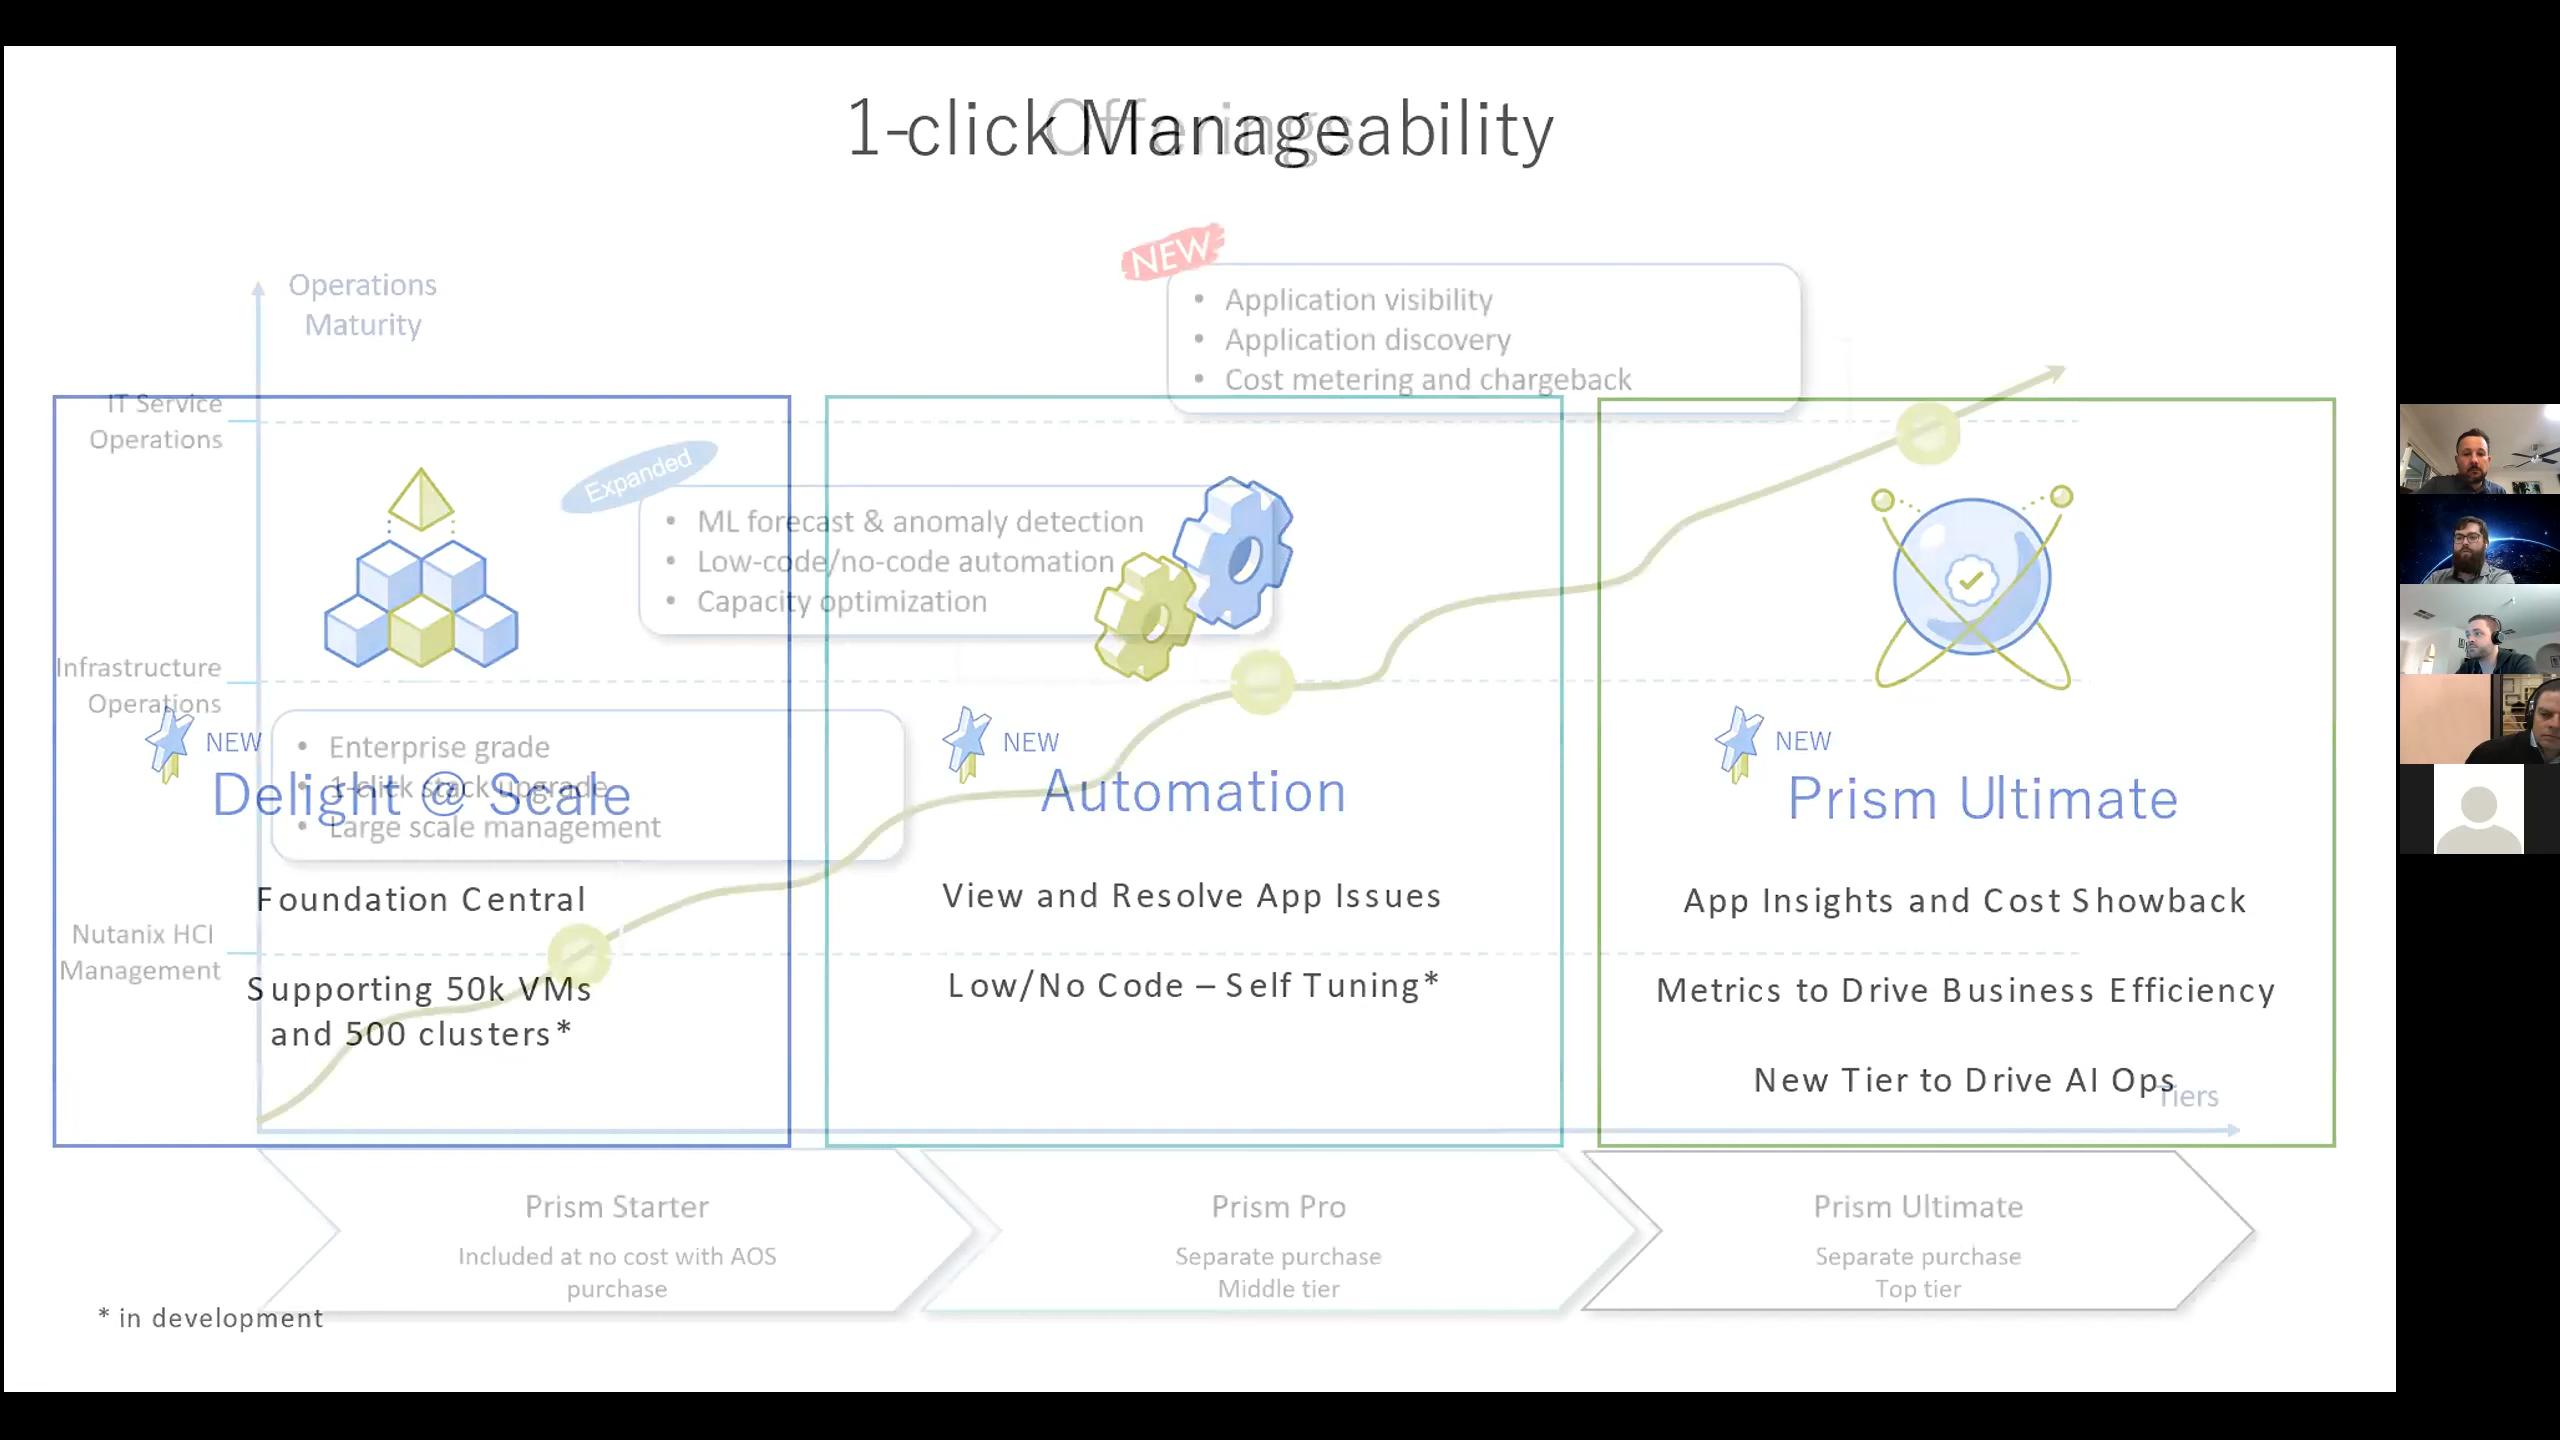 1-click Manageability
Offerings
Operations
Maturity
NEW
• Application visibility
• Application discovery
• Cost metering and chargeback
IT Service
Operations
Expanded
• ML forecast & anomaly detection
• Low-code/no-code automation
• Capacity optimization
Infrastructure
Operations
• Enterprise grade
• 1-click stack upgrade
• Large scale management
Nutanix HCI
Management
NEW
Delight @ Scale
Foundation Central
Supporting 50k VMs
and 500 clusters*
NEW
Automation
View and Resolve App Issues
Low/No Code – Self Tuning*
NEW
Prism Ultimate
App Insights and Cost Showback
Metrics to Drive Business Efficiency
New Tier to Drive AI Ops
Tiers
Prism Starter
Included at no cost with AOS
purchase
Prism Pro
Separate purchase
Middle tier
Prism Ultimate
Separate purchase
Top tier
* in development